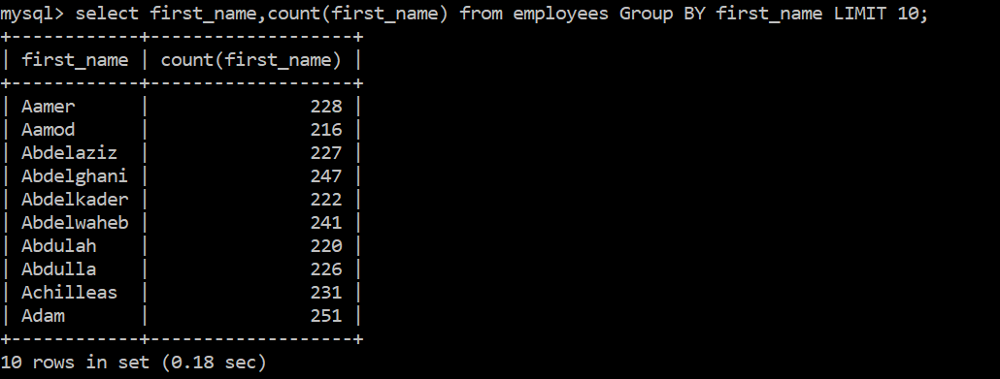 mysql> select first_name,count(first_name) from employees Group BY first_name LIMIT 10;
+------------+-------------------+
| first_name | count(first_name) |
+------------+-------------------+
| Aamer      |               228 |
| Aamod      |               216 |
| Abdelaziz  |               227 |
| Abdelghani |               247 |
| Abdelkader |               222 |
| Abdelwaheb |               241 |
| Abdulah    |               220 |
| Abdulla    |               226 |
| Achilleas  |               231 |
| Adam       |               251 |
+------------+-------------------+
10 rows in set (0.18 sec)